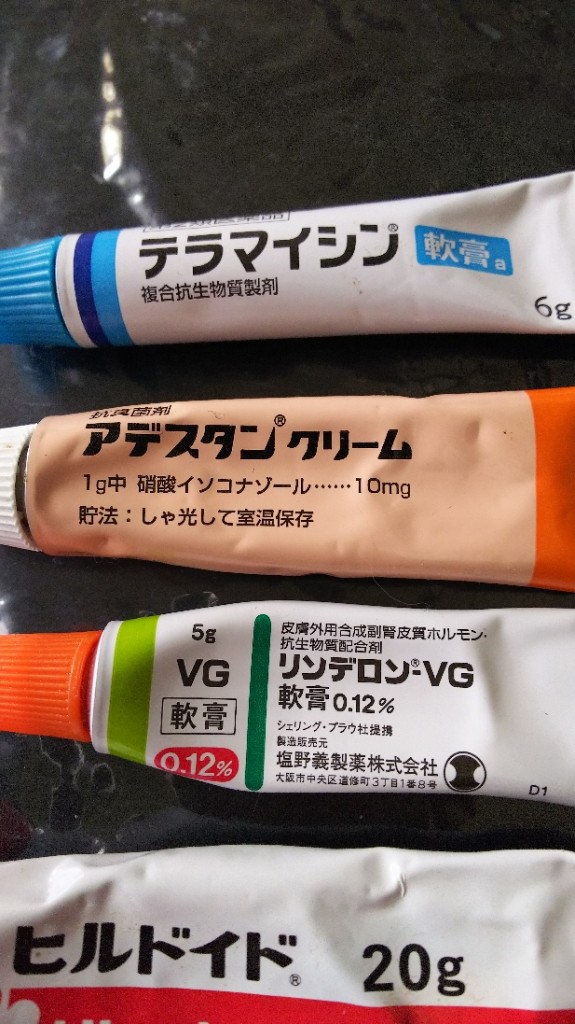 テラマイシン® 軟膏a
複合抗生物質製剤
6g
抗真菌剤
アデスタン®クリーム
1g中 硝酸イソコナゾール……10mg
貯法：しゃ光して室温保存
5g
VG
軟膏
0.12%
皮膚外用合成副腎皮質ホルモン・
抗生物質配合剤
リンデロン®-VG
軟膏0.12%
シェリング・プラウ社提携
製造販売元
塩野義製薬株式会社
大阪市中央区道修町3丁目1番8号
D1
ヒルドイド® 20g